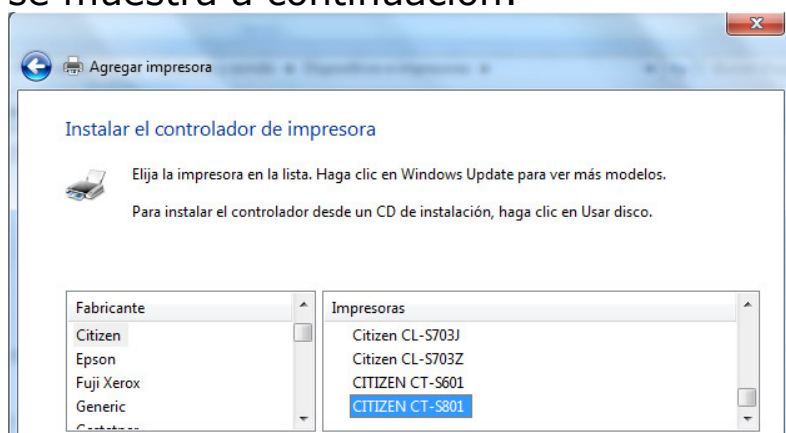 se muestra a continuación.
Agregar impresora
Instalar el controlador de impresora
Elija la impresora en la lista. Haga clic en Windows Update para ver más modelos.
Para instalar el controlador desde un CD de instalación, haga clic en Usar disco.
Fabricante
Citizen
Epson
Fuji Xerox
Generic
Impresoras
Citizen CL-S703J
Citizen CL-S703Z
CITIZEN CT-S601
CITIZEN CT-S801